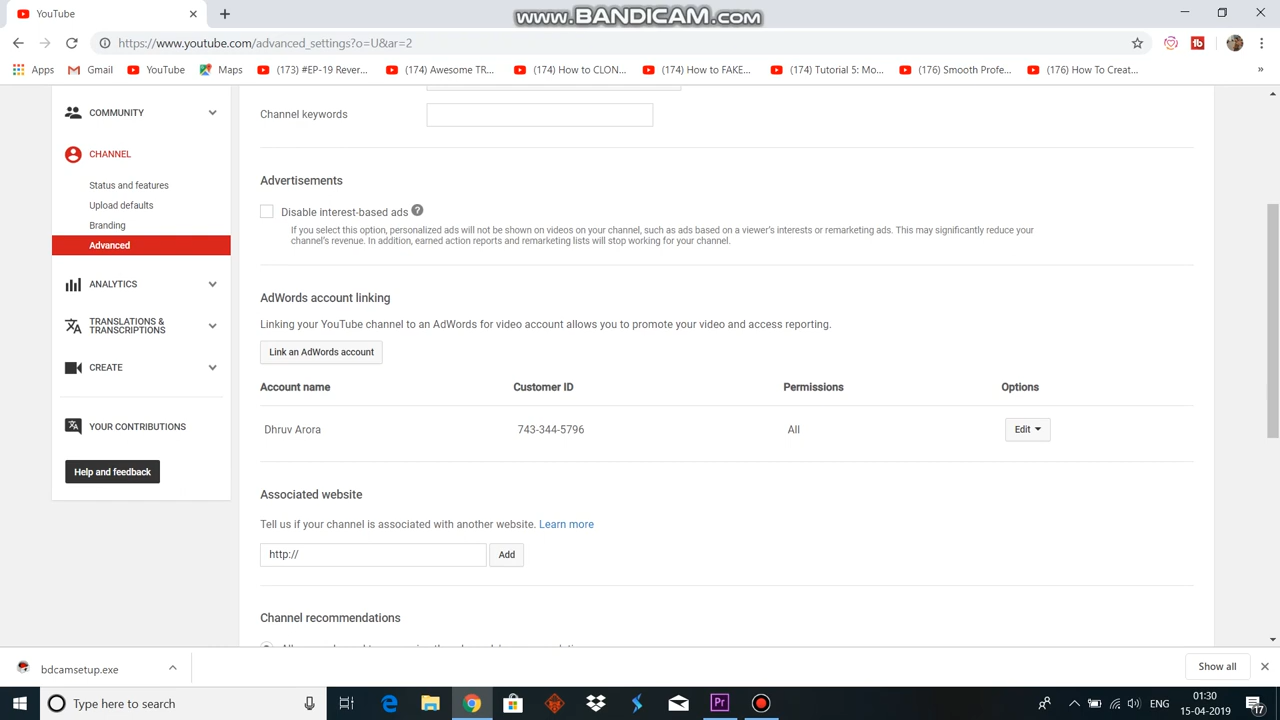 YouTube
www.BANDICAM.com
https://www.youtube.com/advanced_settings?o=U&ar=2
Apps
Gmail
YouTube
Maps
(173) #EP-19 Rever...
(174) Awesome TR...
(174) How to CLON...
(174) How to FAKE...
(174) Tutorial 5: Mo...
(176) Smooth Profe...
(176) How To Creat...
COMMUNITY
CHANNEL
Status and features
Upload defaults
Branding
Advanced
ANALYTICS
TRANSLATIONS &
TRANSCRIPTIONS
CREATE
YOUR CONTRIBUTIONS
Help and feedback
Channel keywords
Advertisements
Disable interest-based ads
If you select this option, personalized ads will not be shown on videos on your channel, such as ads based on a viewer's interests or remarketing ads. This may significantly reduce your
channel's revenue. In addition, earned action reports and remarketing lists will stop working for your channel.
AdWords account linking
Linking your YouTube channel to an AdWords for video account allows you to promote your video and access reporting.
Link an AdWords account
Account name Customer ID Permissions Options
Dhruv Arora 743-344-5796 All Edit
Associated website
Tell us if your channel is associated with another website. Learn more
http:// Add
Channel recommendations
bdcamsetup.exe
Show all
Type here to search
Pr
ENG
01:30
15-04-2019
17